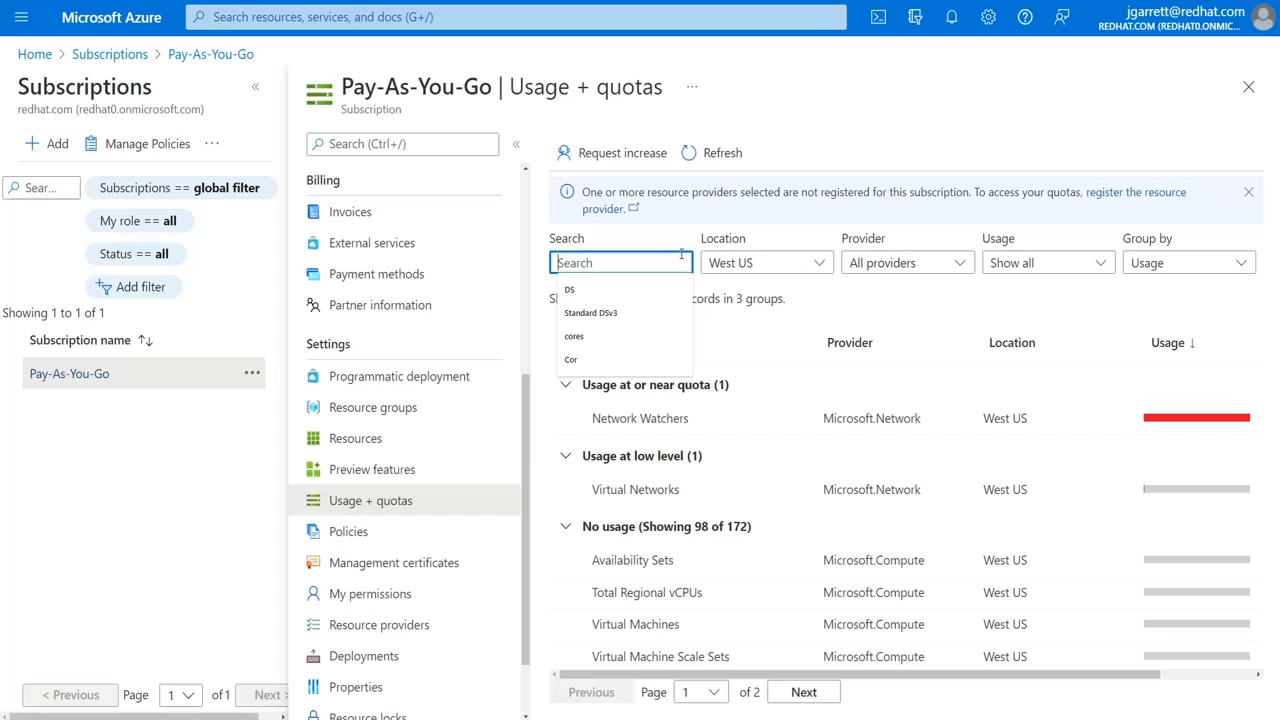 Microsoft Azure
Search resources, services, and docs (G+/)
jgarrett@redhat.com
REDHAT.COM (REDHAT0.ONMIC...
Home > Subscriptions > Pay-As-You-Go
Subscriptions
«
redhat.com (redhat0.onmicrosoft.com)
+ Add
Manage Policies
...
Sear...
Subscriptions == global filter
My role == all
Status == all
Add filter
Showing 1 to 1 of 1
Subscription name ↑↓
Pay-As-You-Go
...
< Previous
Page
1
of 1
Next >
Pay-As-You-Go | Usage + quotas
...
Subscription
Search (Ctrl+/)
«
Billing
Invoices
External services
Payment methods
Partner information
Settings
Programmatic deployment
Resource groups
Resources
Preview features
Usage + quotas
Policies
Management certificates
My permissions
Resource providers
Deployments
Properties
Resource locks
Request increase
Refresh
One or more resource providers selected are not registered for this subscription. To access your quotas, register the resource
provider.
Search
Location
Provider
Usage
Group by
Search
West US
All providers
Show all
Usage
DS
Standard DSv3
cores
Cor
cords in 3 groups.
Provider
Location
Usage ↓
Usage at or near quota (1)
Network Watchers
Microsoft.Network
West US
Usage at low level (1)
Virtual Networks
Microsoft.Network
West US
No usage (Showing 98 of 172)
Availability Sets
Microsoft.Compute
West US
Total Regional vCPUs
Microsoft.Compute
West US
Virtual Machines
Microsoft.Compute
West US
Virtual Machine Scale Sets
Microsoft.Compute
West US
Previous
Page
1
of 2
Next